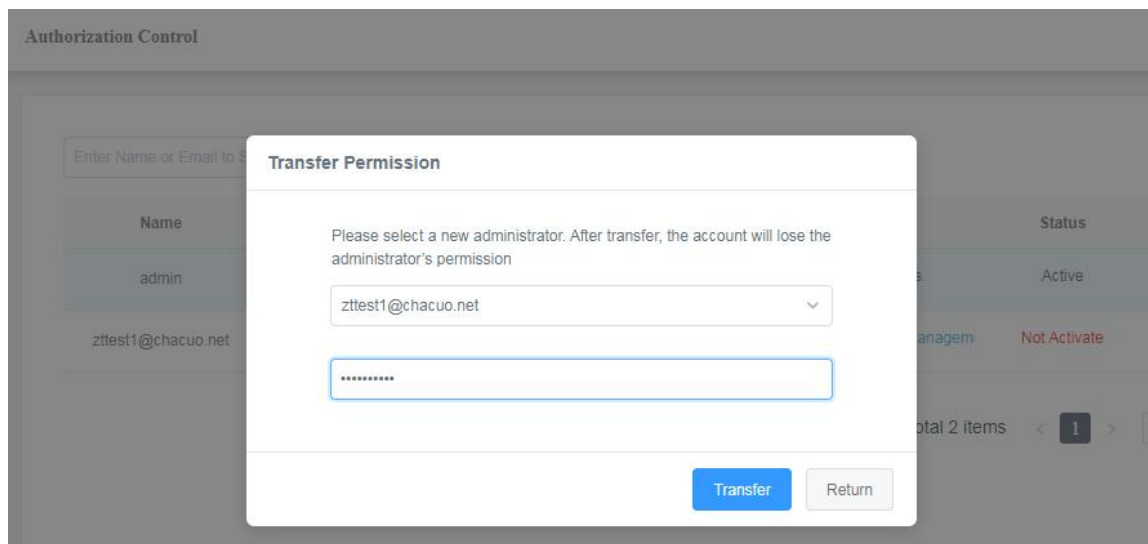 Authorization Control
Enter Name or Email to S
Transfer Permission
Name
Status
Please select a new administrator. After transfer, the account will lose the
administrator's permission
admin
s
Active
zttest1@chacuo.net
zttest1@chacuo.net
anagem
Not Activate
••••••••••
otal 2 items
<
1
>
Transfer
Return